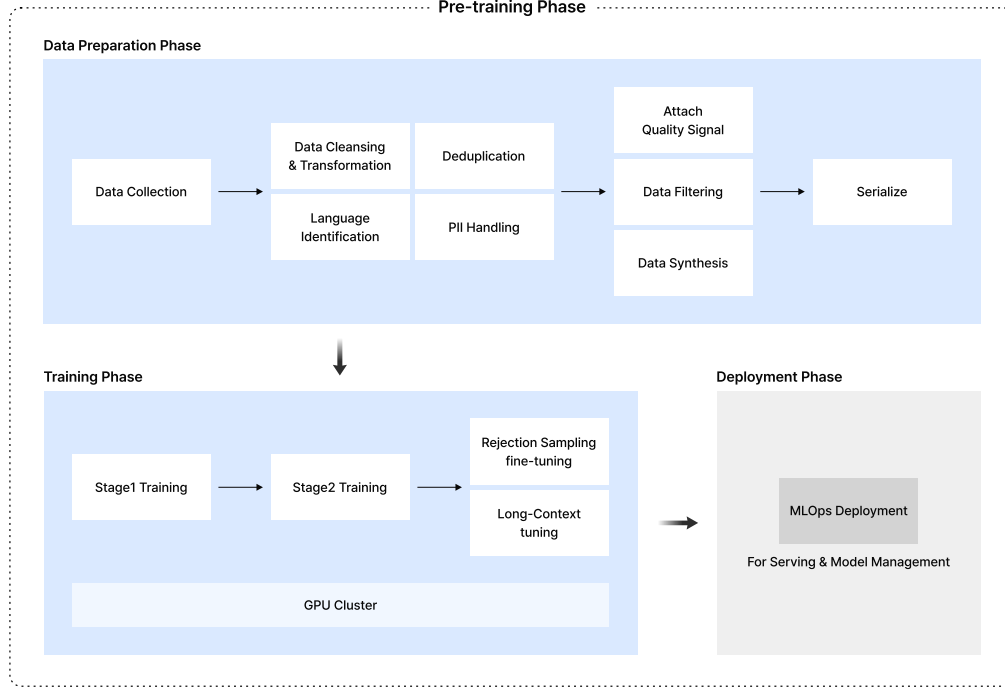 Pre-training Phase
Data Preparation Phase
Data Collection
Data Cleansing
& Transformation
Deduplication
Language
Identification
PII Handling
Attach
Quality Signal
Data Filtering
Data Synthesis
Serialize
Training Phase
Stage1 Training
Stage2 Training
Rejection Sampling
fine-tuning
Long-Context
tuning
GPU Cluster
Deployment Phase
MLOps Deployment
For Serving & Model Management